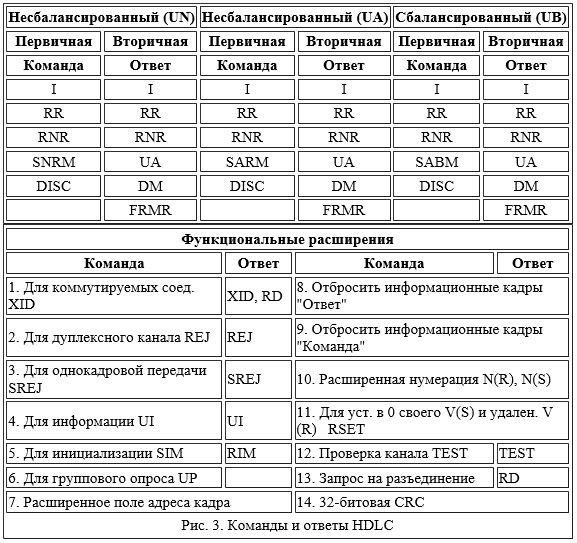 Несбалансированный (UN) Несбалансированный (UA) Сбалансированный (UB)
Первичная Вторичная Первичная Вторичная Первичная Вторичная
Команда Ответ Команда Ответ Команда Ответ
I I I I I I
RR RR RR RR RR RR
RNR RNR RNR RNR RNR RNR
SNRM UA SARM UA SABM UA
DISC DM DISC DM DISC DM
FRMR FRMR FRMR
Функциональные расширения
Команда Ответ Команда Ответ
1. Для коммутируемых соед.
XID
XID, RD
8. Отбросить информационные кадры
"Ответ"
2. Для дуплексного канала REJ
REJ
9. Отбросить информационные кадры
"Команда"
3. Для однокадровой передачи
SREJ
SREJ
10. Расширенная нумерация N(R), N(S)
4. Для информации UI
UI
11. Для уст. в 0 своего V(S) и удален. V
(R) RSET
5. Для инициализации SIM RIM 12. Проверка канала TEST TEST
6. Для группового опроса UP 13. Запрос на разъединение RD
7. Расширенное поле адреса кадра 14. 32-битовая CRC
Рис. 3. Команды и ответы HDLC